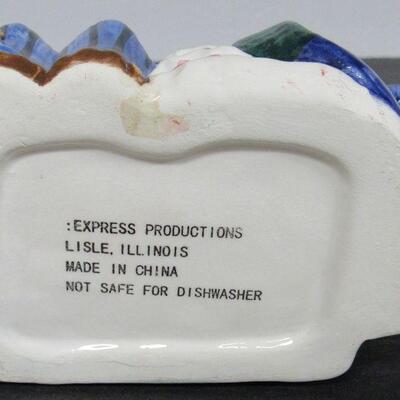 :EXPRESS PRODUCTIONS
LISLE, ILLINOIS
MADE IN CHINA
NOT SAFE FOR DISHWASHER